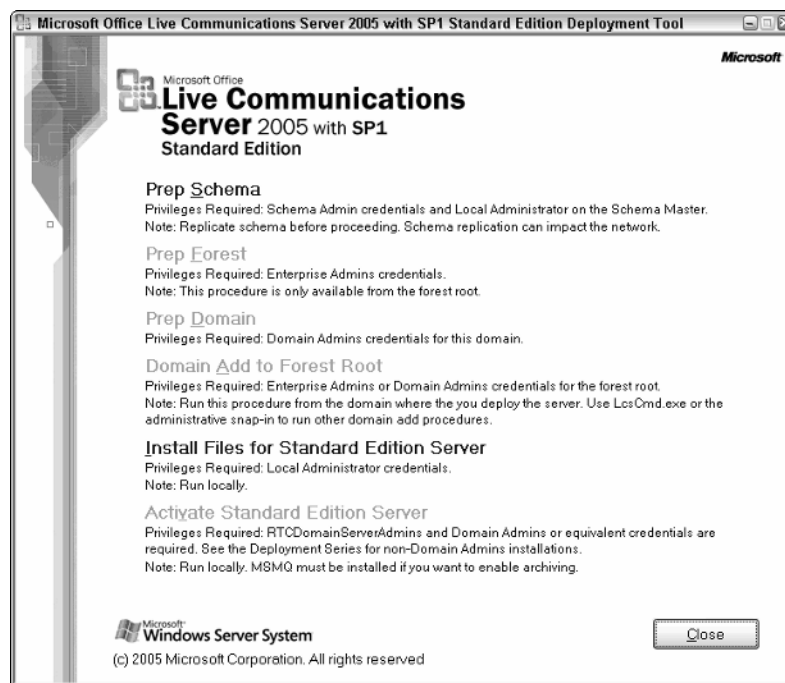 Microsoft Office Live Communications Server 2005 with SP1 Standard Edition Deployment Tool
Microsoft
Microsoft Office
Live Communications
Server 2005 with SP1
Standard Edition
Prep Schema
Privileges Required: Schema Admin credentials and Local Administrator on the Schema Master.
Note: Replicate schema before proceeding. Schema replication can impact the network.
Prep Forest
Privileges Required: Enterprise Admins credentials.
Note: This procedure is only available from the forest root.
Prep Domain
Privileges Required: Domain Admins credentials for this domain.
Domain Add to Forest Root
Privileges Required: Enterprise Admins or Domain Admins credentials for the forest root.
Note: Run this procedure from the domain where the you deploy the server. Use LcsCmd.exe or the
administrative snap-in to run other domain add procedures.
Install Files for Standard Edition Server
Privileges Required: Local Administrator credentials.
Note: Run locally.
Activate Standard Edition Server
Privileges Required: RTCDomainServerAdmins and Domain Admins or equivalent credentials are
required. See the Deployment Series for non-Domain Admins installations.
Note: Run locally. MSMQ must be installed if you want to enable archiving.
Microsoft
Windows Server System
Close
(c) 2005 Microsoft Corporation. All rights reserved